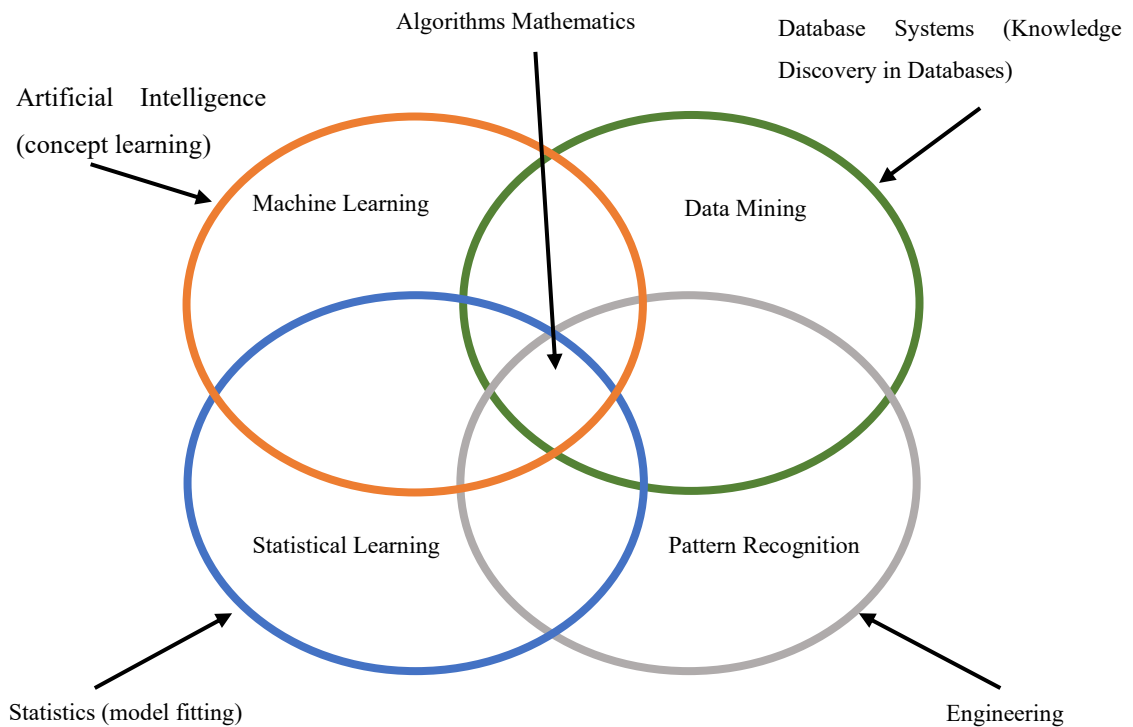 Algorithms Mathematics
Database Systems (Knowledge
Discovery in Databases)
Artificial Intelligence
(concept learning)
Machine Learning
Data Mining
Statistical Learning
Pattern Recognition
Statistics (model fitting)
Engineering